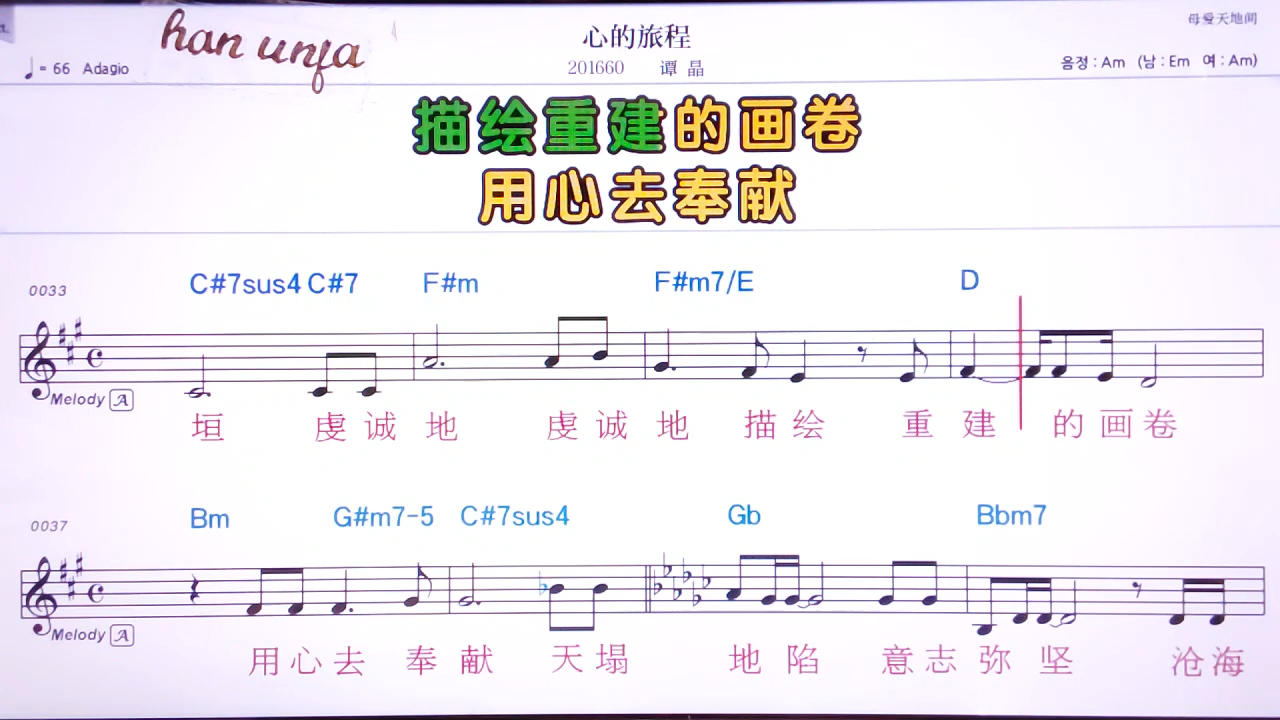 han unfa
心的旅程
母爱天地间
♩= 66 Adagio
201660 谭 晶
음정 : Am (남 : Em 여 : Am)
描绘重建的画卷
用心去奉献
C#7sus4 C#7 F#m F#m7/E D
0033
Melody A
垣 虔 诚 地 虔 诚 地 描 绘 重 建 的 画 卷
Bm G#m7-5 C#7sus4 Gb Bbm7
0037
Melody A
用 心 去 奉 献 天 塌 地 陷 意 志 弥 坚 沧 海